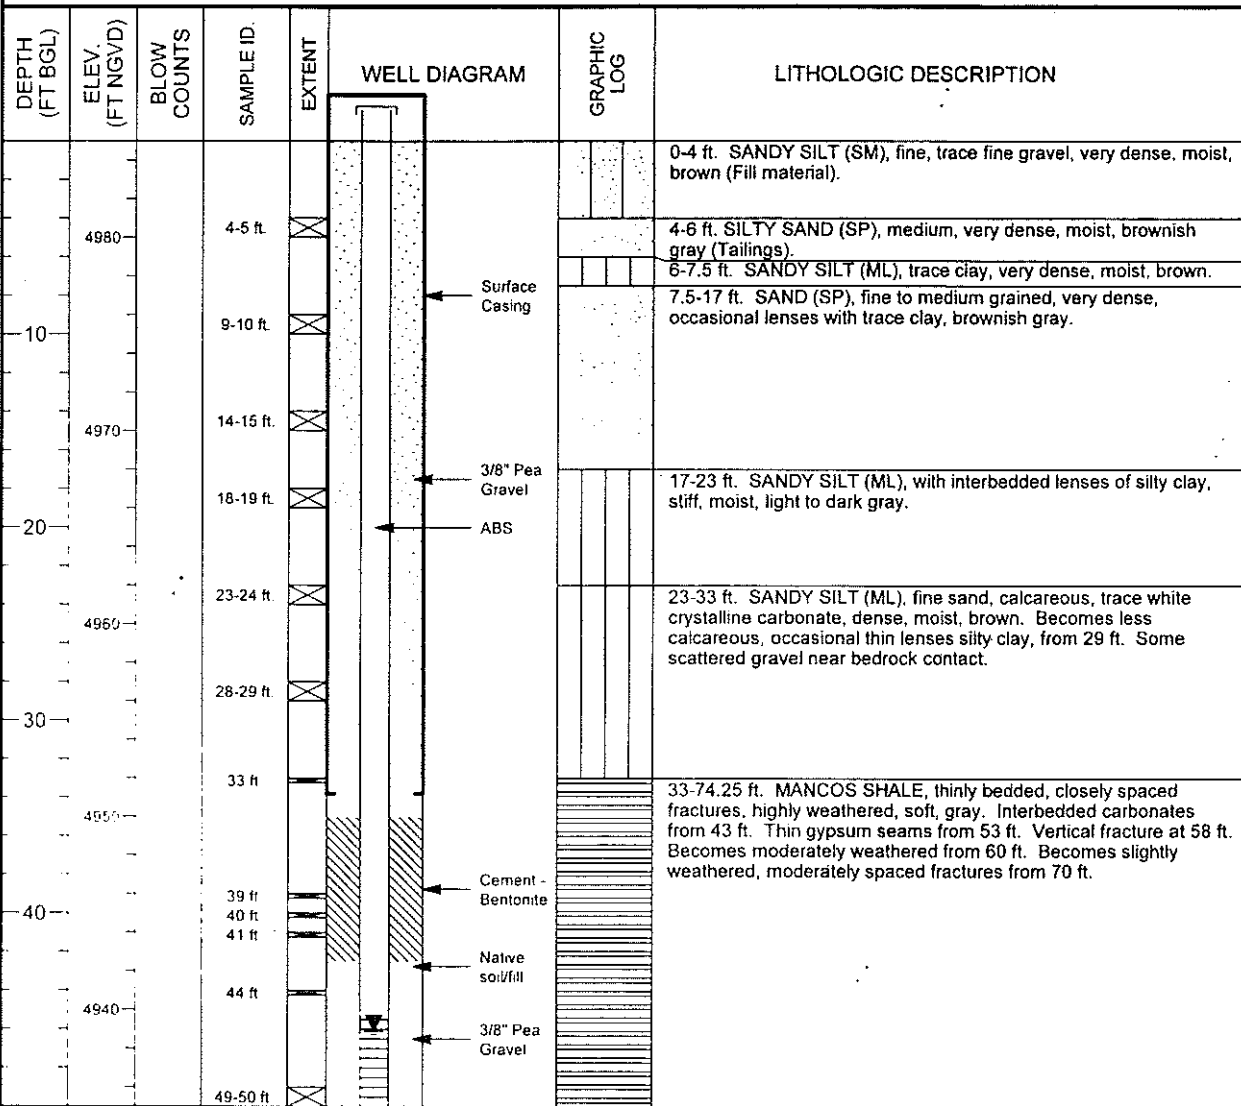 DEPTH
(FT BGL)
ELEV.
(FT NGVD)
BLOW
COUNTS
SAMPLE ID.
EXTENT
WELL DIAGRAM
GRAPHIC
LOG
LITHOLOGIC DESCRIPTION
0-4 ft. SANDY SILT (SM), fine, trace fine gravel, very dense, moist,
brown (Fill material).
4-6 ft. SILTY SAND (SP), medium, very dense, moist, brownish
gray (Tailings).
6-7.5 ft. SANDY SILT (ML), trace clay, very dense, moist, brown.
7.5-17 ft. SAND (SP), fine to medium grained, very dense,
occasional lenses with trace clay, brownish gray.
17-23 ft. SANDY SILT (ML), with interbedded lenses of silty clay,
stiff, moist, light to dark gray.
23-33 ft. SANDY SILT (ML), fine sand, calcareous, trace white
crystalline carbonate, dense, moist, brown. Becomes less
calcareous, occasional thin lenses silty clay, from 29 ft. Some
scattered gravel near bedrock contact.
33-74.25 ft. MANCOS SHALE, thinly bedded, closely spaced
fractures, highly weathered, soft, gray. Interbedded carbonates
from 43 ft. Thin gypsum seams from 53 ft. Vertical fracture at 58 ft.
Becomes moderately weathered from 60 ft. Becomes slightly
weathered, moderately spaced fractures from 70 ft.
10
20
30
40
4980
4970
4960
4950
4940
4-5 ft.
9-10 ft.
14-15 ft.
18-19 ft.
23-24 ft.
28-29 ft.
33 ft
39 ft
40 ft
41 ft
44 ft
49-50 ft
Surface
Casing
3/8" Pea
Gravel
ABS
Cement -
Bentonite
Native
soil/fill
3/8" Pea
Gravel